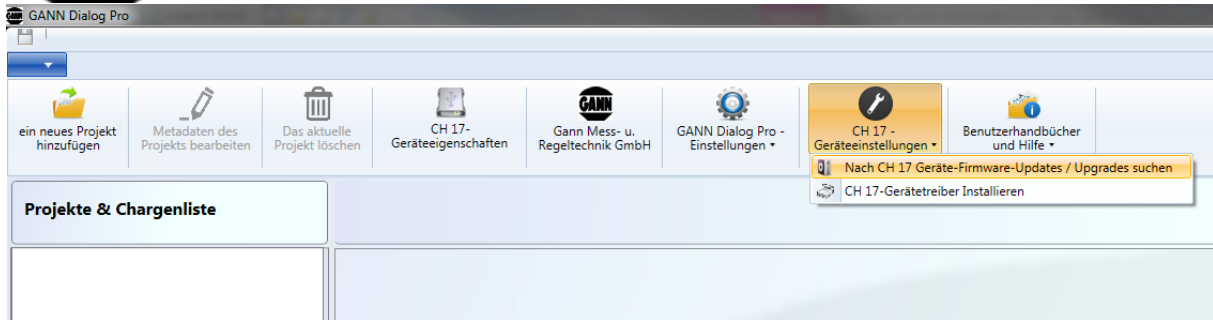 GANN Dialog Pro
ein neues Projekt
hinzufügen
Metadaten des
Projekts bearbeiten
Das aktuelle
Projekt löschen
CH 17-
Geräteeigenschaften
GANN
Gann Mess- u.
Regeltechnik GmbH
GANN Dialog Pro -
Einstellungen
CH 17 -
Geräteeinstellungen
Benutzerhandbücher
und Hilfe
Nach CH 17 Geräte-Firmware-Updates / Upgrades suchen
CH 17-Gerätetreiber Installieren
Projekte & Chargenliste